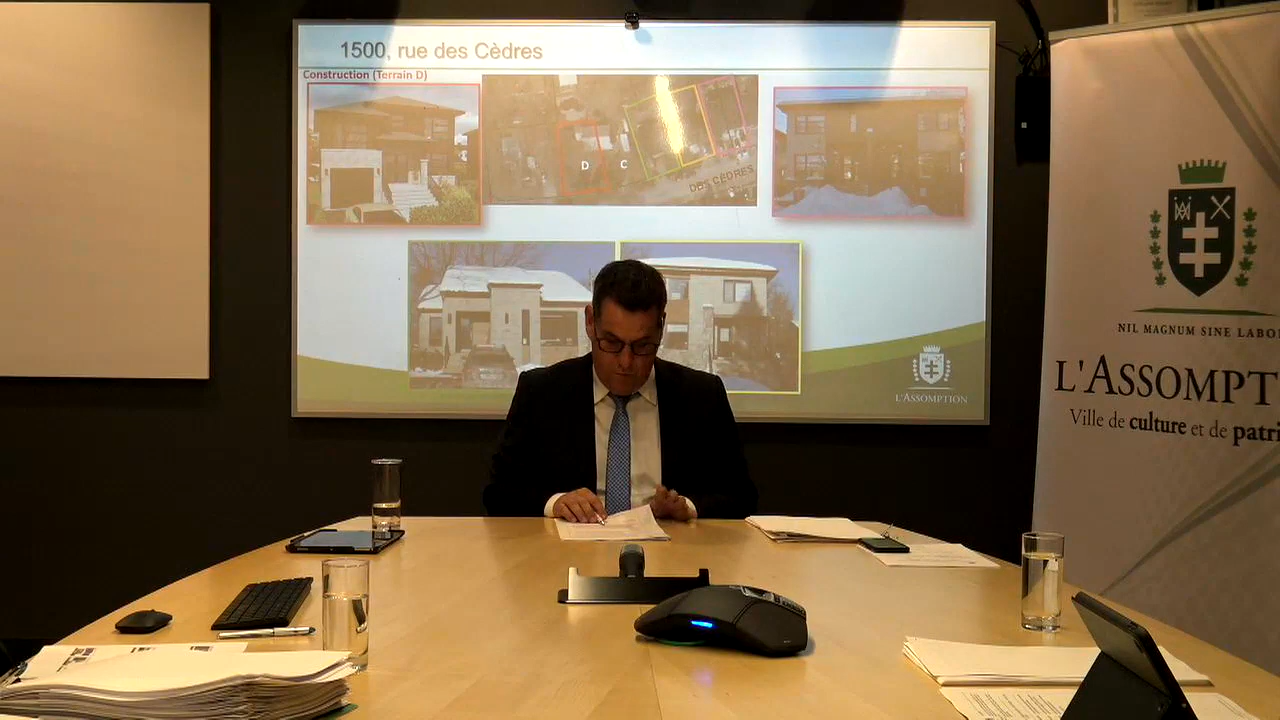 1500, rue des Cèdres
Construction (Terrain D)
D
C
DES CÈDRES
L'ASSOMPTION
NIL MAGNUM SINE LABO
L'ASSOMPT
Ville de culture et de patri